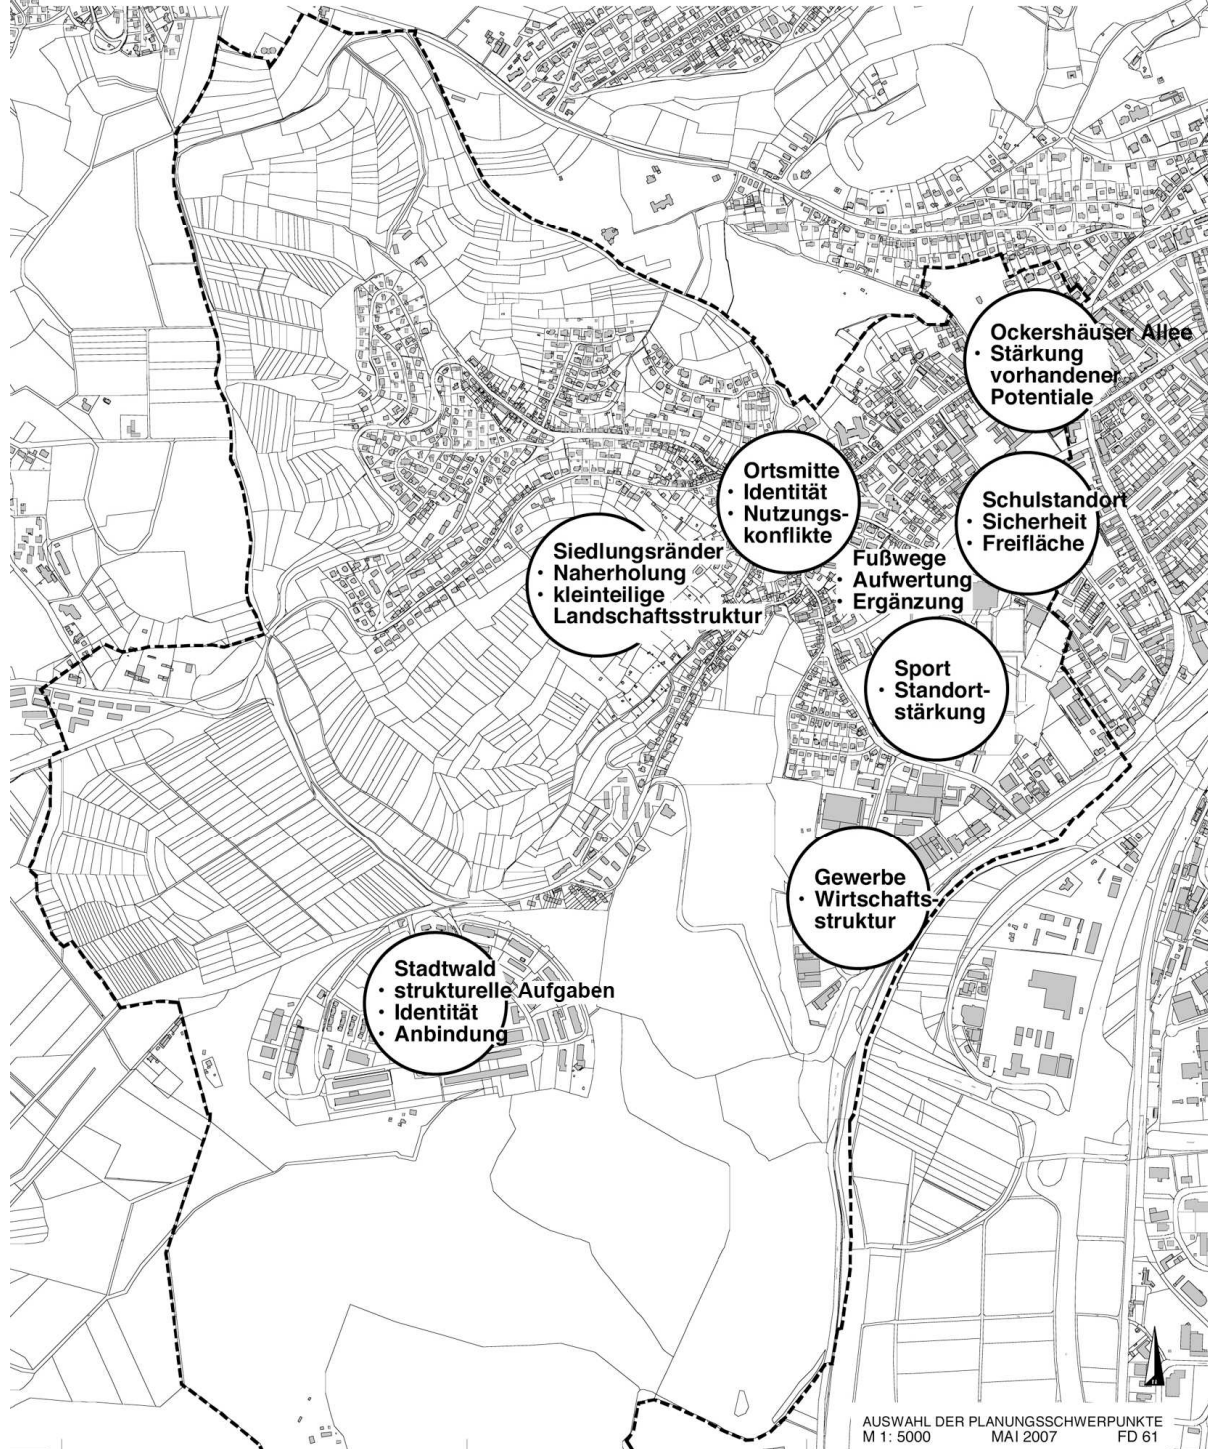 Ockershäuser Allee
· Stärkung
vorhandener
Potentiale
Ortsmitte
· Identität
· Nutzungs-
konflikte
Schulstandort
· Sicherheit
· Freifläche
Siedlungsränder
· Naherholung
· kleinteilige
Landschaftsstruktur
Fußwege
· Aufwertung
· Ergänzung
Sport
· Standort-
stärkung
Gewerbe
· Wirtschafts-
struktur
Stadtwald
· strukturelle Aufgaben
· Identität
· Anbindung
AUSWAHL DER PLANUNGSSCHWERPUNKTE
M 1: 5000 MAI 2007 FD 61